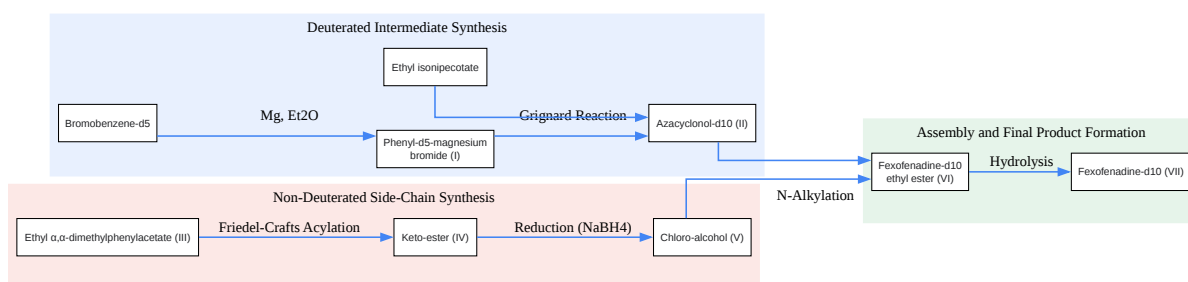 Deuterated Intermediate Synthesis
Ethyl isonipecotate
Bromobenzene-d5
Mg, Et2O
Phenyl-d5-magnesium
bromide (I)
Grignard Reaction
Azacyclonol-d10 (II)
Non-Deuterated Side-Chain Synthesis
Ethyl α,α-dimethylphenylacetate (III)
Friedel-Crafts Acylation
Keto-ester (IV)
Reduction (NaBH4)
Chloro-alcohol (V)
N-Alkylation
Assembly and Final Product Formation
Fexofenadine-d10
ethyl ester (VI)
Hydrolysis
Fexofenadine-d10 (VII)